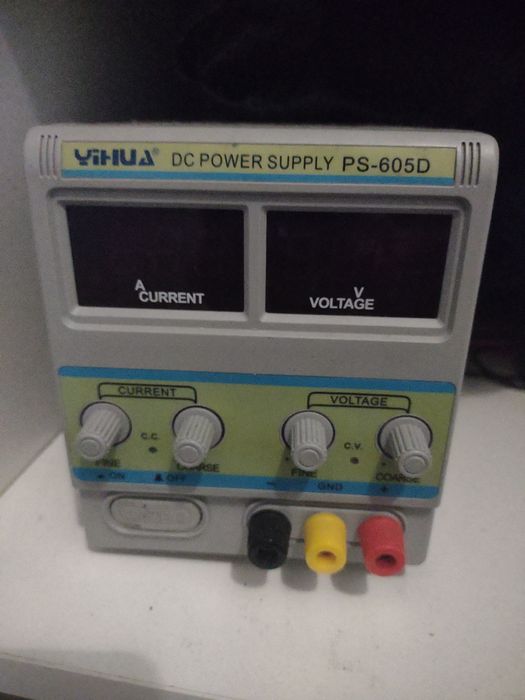 YIHUA DC POWER SUPPLY PS-605D
A
CURRENT
V
VOLTAGE
CURRENT
VOLTAGE
C.C.
C.V.
FINE
COARSE
FINE
COARSE
ON
OFF
−
GND
+